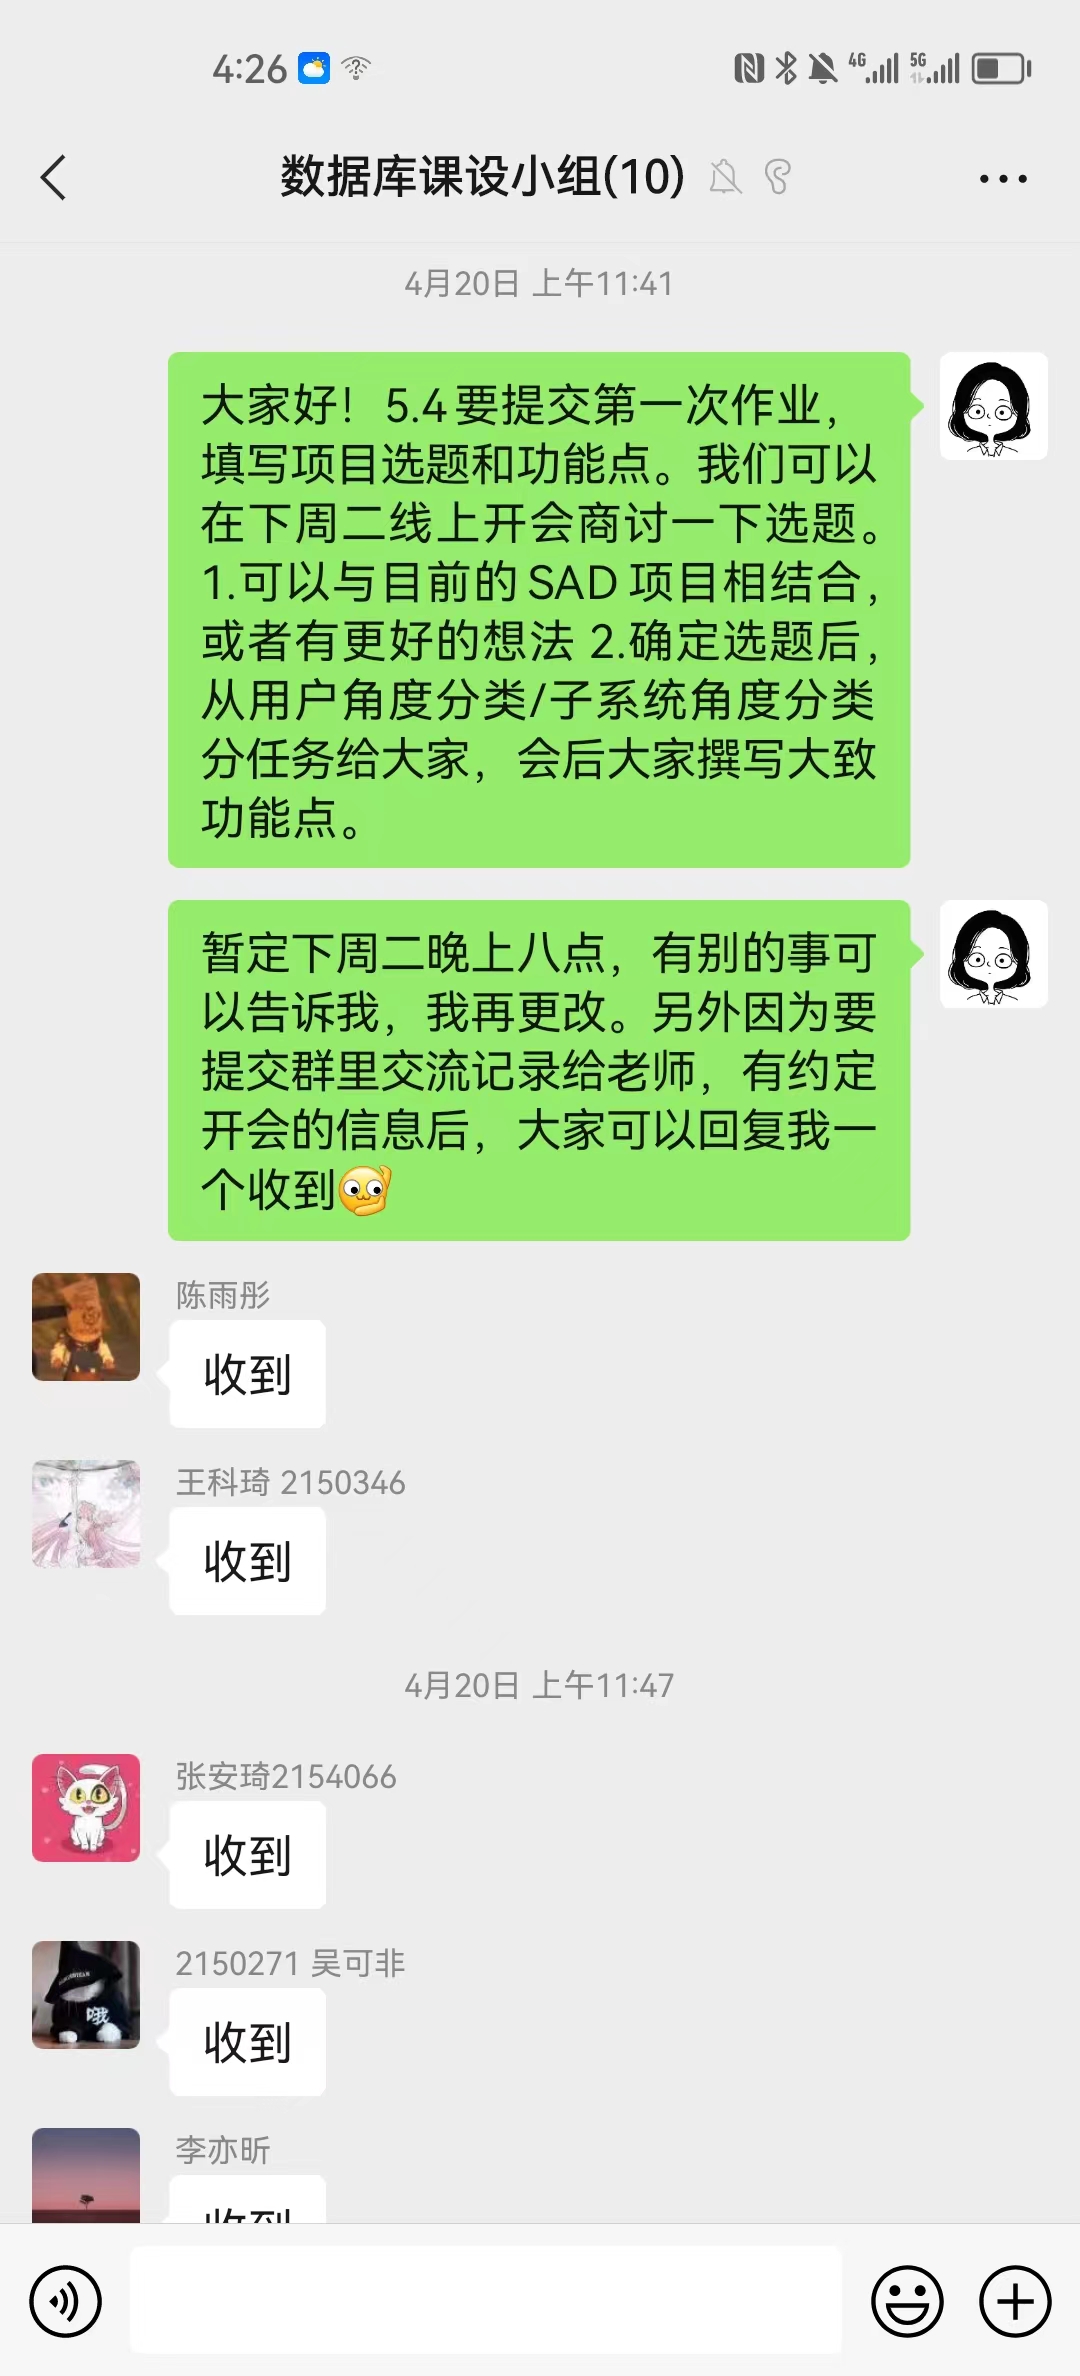 4:26
4G
5G
数据库课设小组(10)
4月20日 上午11:41
大家好！5.4要提交第一次作业，
填写项目选题和功能点。我们可以
在下周二线上开会商讨一下选题。
1.可以与目前的SAD项目相结合，
或者有更好的想法 2.确定选题后，
从用户角度分类/子系统角度分类
分任务给大家，会后大家撰写大致
功能点。
暂定下周二晚上八点，有别的事可
以告诉我，我再更改。另外因为要
提交群里交流记录给老师，有约定
开会的信息后，大家可以回复我一
个收到
陈雨彤
收到
王科琦 2150346
收到
4月20日 上午11:47
张安琦2154066
收到
2150271 吴可非
哦
收到
李亦昕
收到